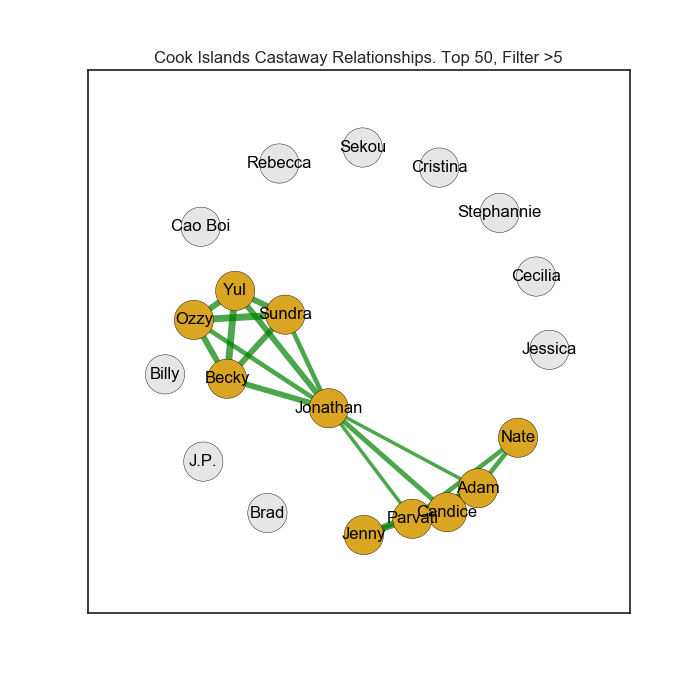 Cook Islands Castaway Relationships. Top 50, Filter >5
Sekou
Rebecca
Cristina
Stephannie
Cao Boi
Cecilia
Yul
Sundra
Ozzy
Jessica
Billy
Becky
Jonathan
Nate
J.P.
Adam
Brad
Candice
Parvati
Jenny